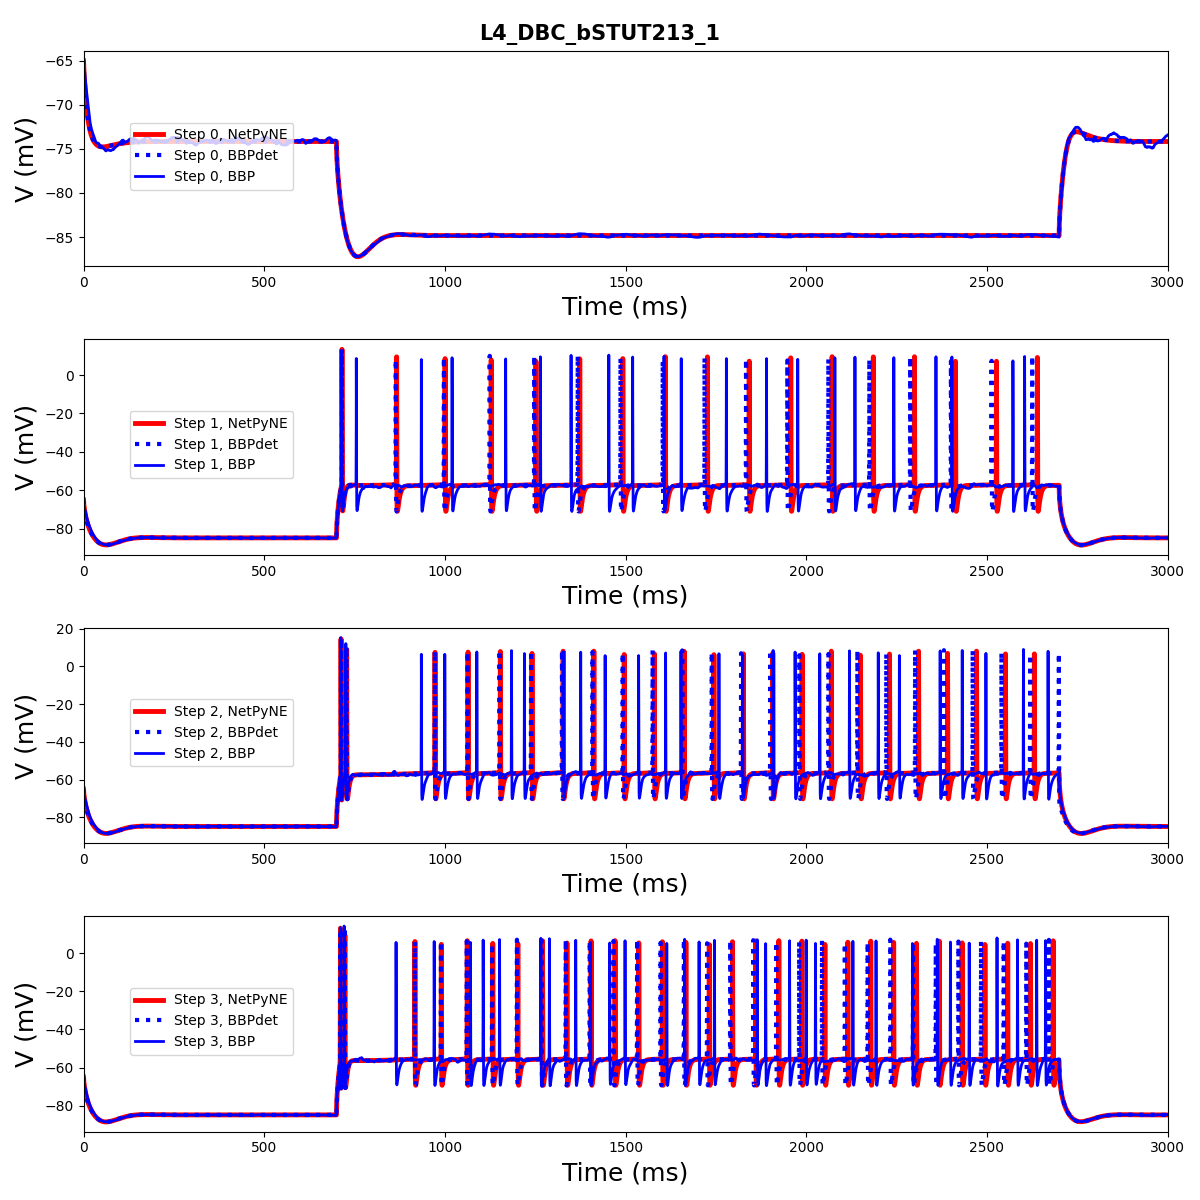 L4_DBC_bSTUT213_1
−65
−70
−75
−80
−85
V (mV)
Step 0, NetPyNE
Step 0, BBPdet
Step 0, BBP
0 500 1000 1500 2000 2500 3000
Time (ms)
0
−20
−40
−60
−80
V (mV)
Step 1, NetPyNE
Step 1, BBPdet
Step 1, BBP
0 500 1000 1500 2000 2500 3000
Time (ms)
20
0
−20
−40
−60
−80
V (mV)
Step 2, NetPyNE
Step 2, BBPdet
Step 2, BBP
0 500 1000 1500 2000 2500 3000
Time (ms)
0
−20
−40
−60
−80
V (mV)
Step 3, NetPyNE
Step 3, BBPdet
Step 3, BBP
0 500 1000 1500 2000 2500 3000
Time (ms)